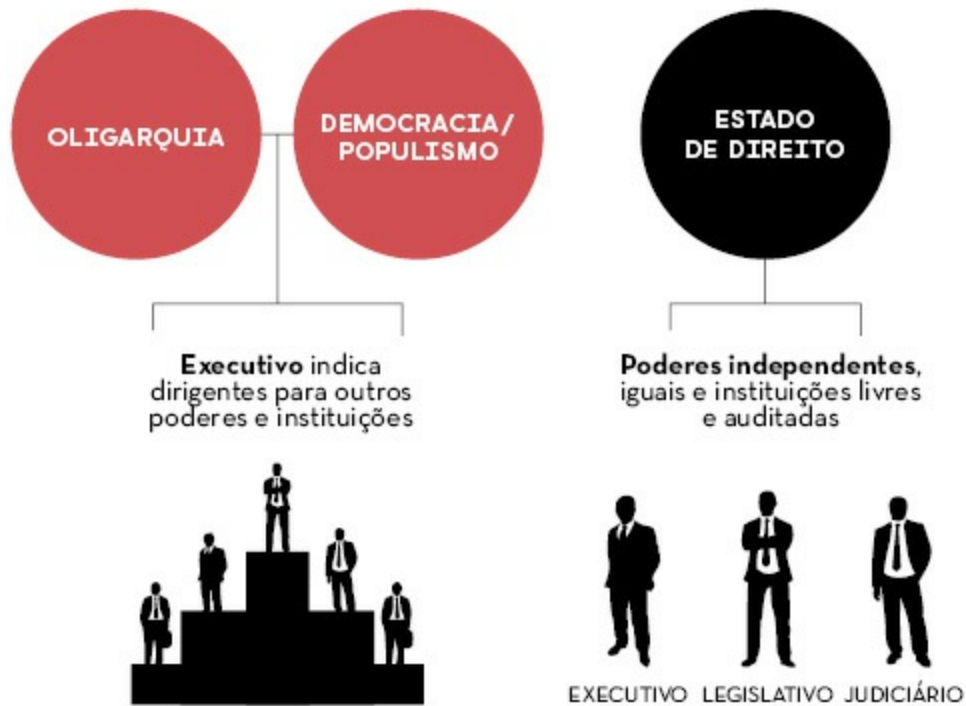 OLIGARQUIA
DEMOCRACIA/
POPULISMO
ESTADO
DE DIREITO
Executivo indica
dirigentes para outros
poderes e instituições
Poderes independentes,
iguais e instituições livres
e auditadas
EXECUTIVO
LEGISLATIVO
JUDICIÁRIO